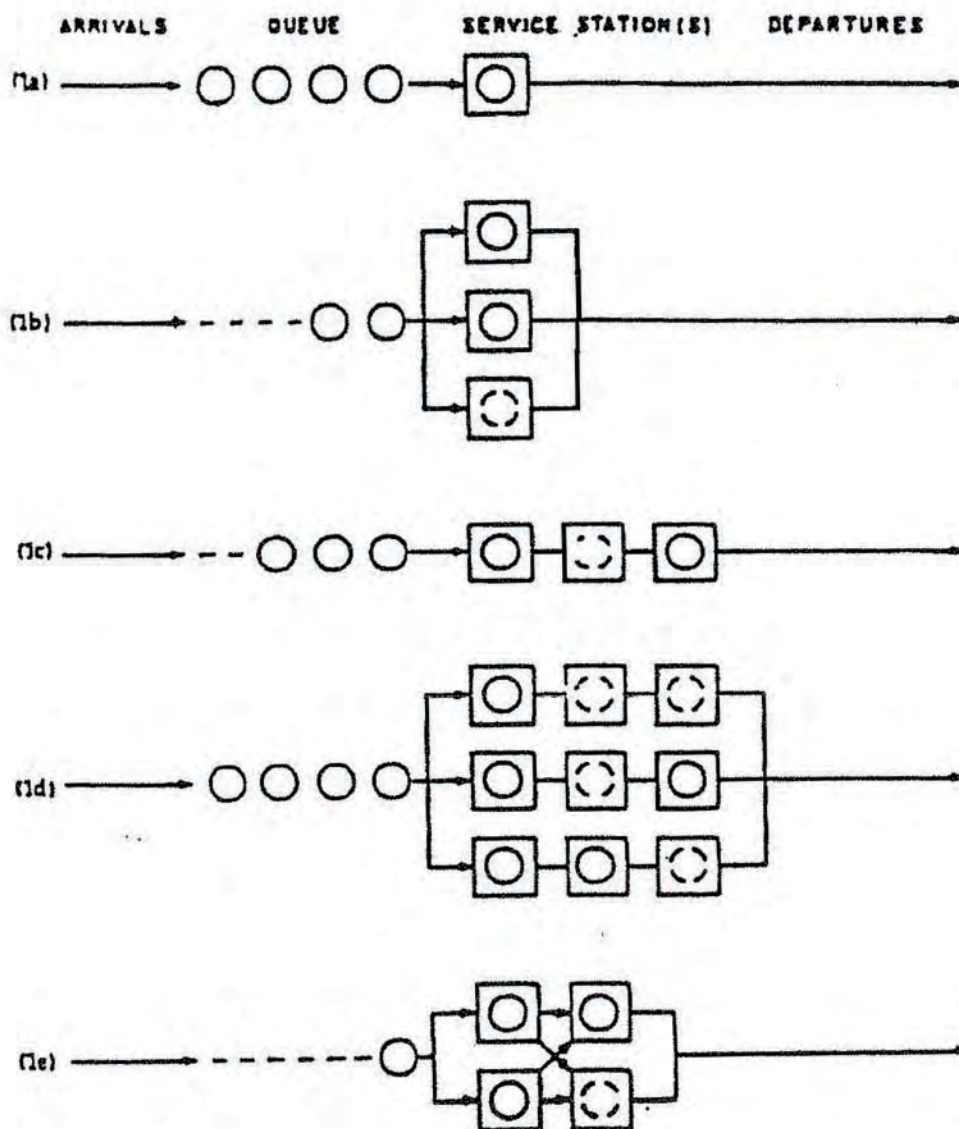 ARRIVALS QUEUE SERVICE STATION(S) DEPARTURES
(1a)
(1b)
(1c)
(1d)
(1e)